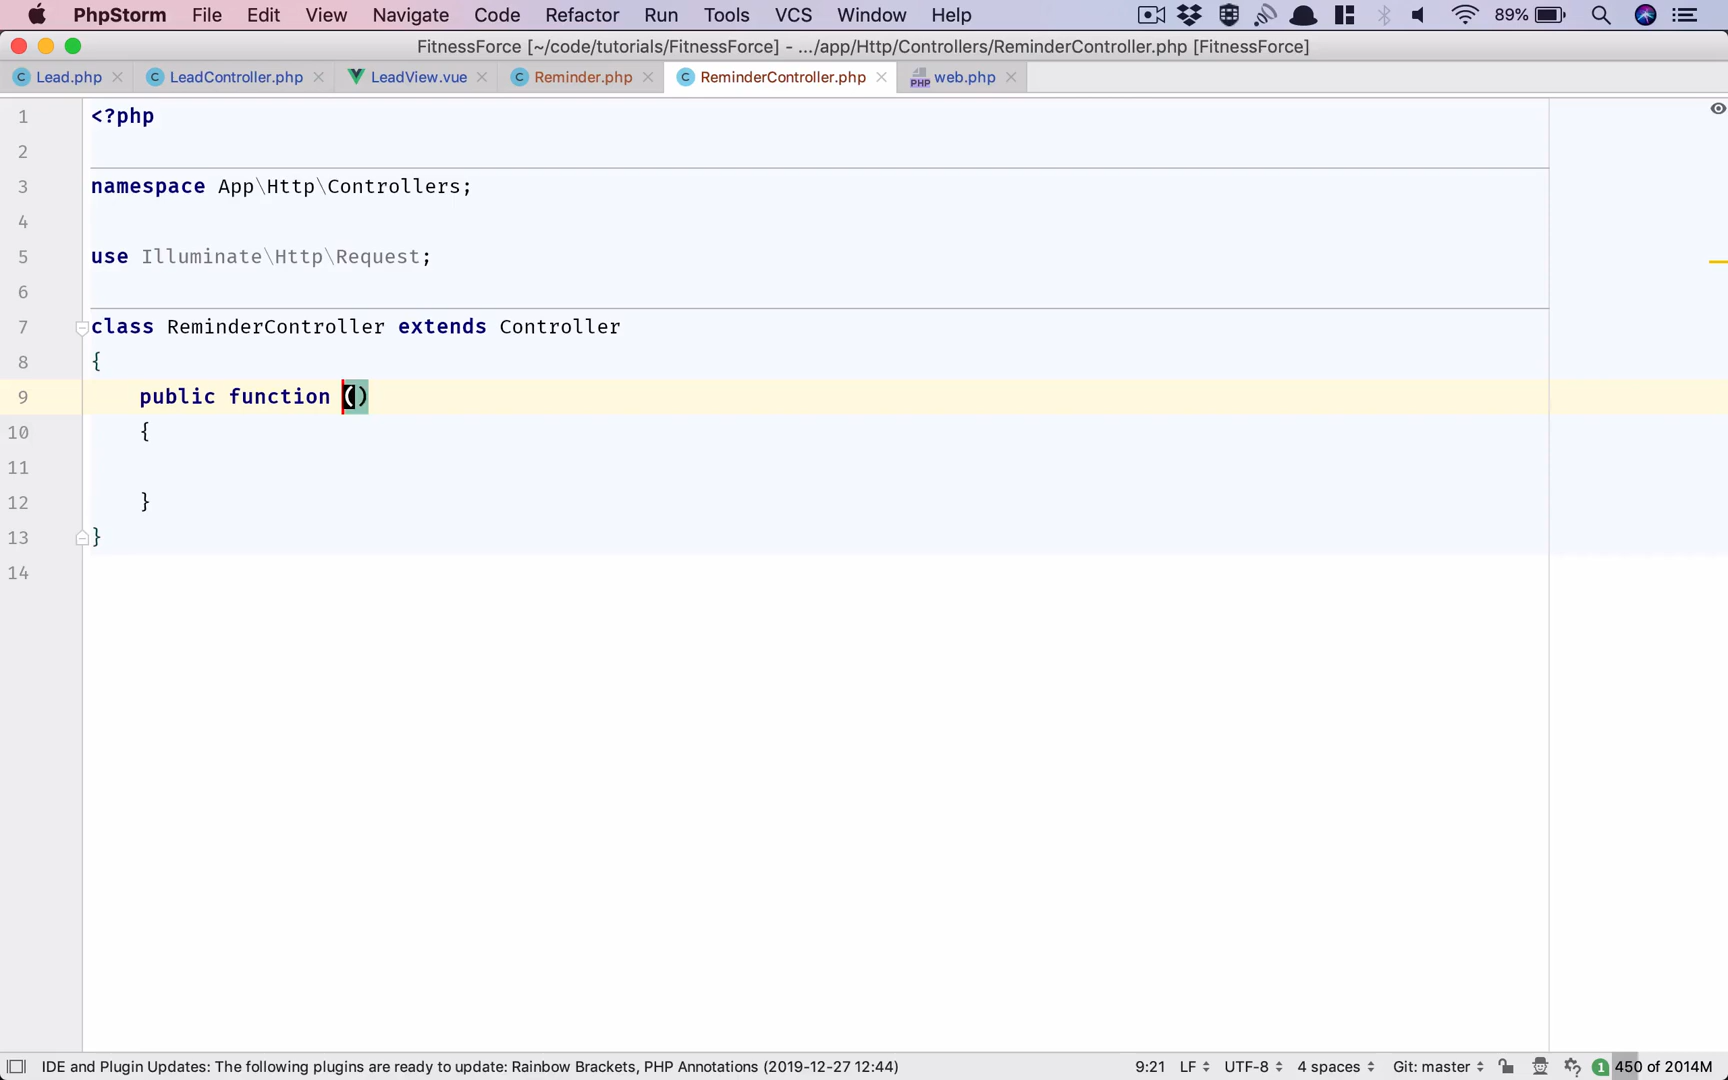 PhpStorm File Edit View Navigate Code Refactor Run Tools VCS Window Help 89%
FitnessForce [~/code/tutorials/FitnessForce] - .../app/Http/Controllers/ReminderController.php [FitnessForce]
C Lead.php C LeadController.php LeadView.vue C Reminder.php C ReminderController.php PHP web.php
1 <?php
2
3 namespace App\Http\Controllers;
4
5 use Illuminate\Http\Request;
6
7 class ReminderController extends Controller
8 {
9 public function ()
10 {
11
12 }
13 }
14
IDE and Plugin Updates: The following plugins are ready to update: Rainbow Brackets, PHP Annotations (2019-12-27 12:44) 9:21 LF UTF-8 4 spaces Git: master 1 450 of 2014M